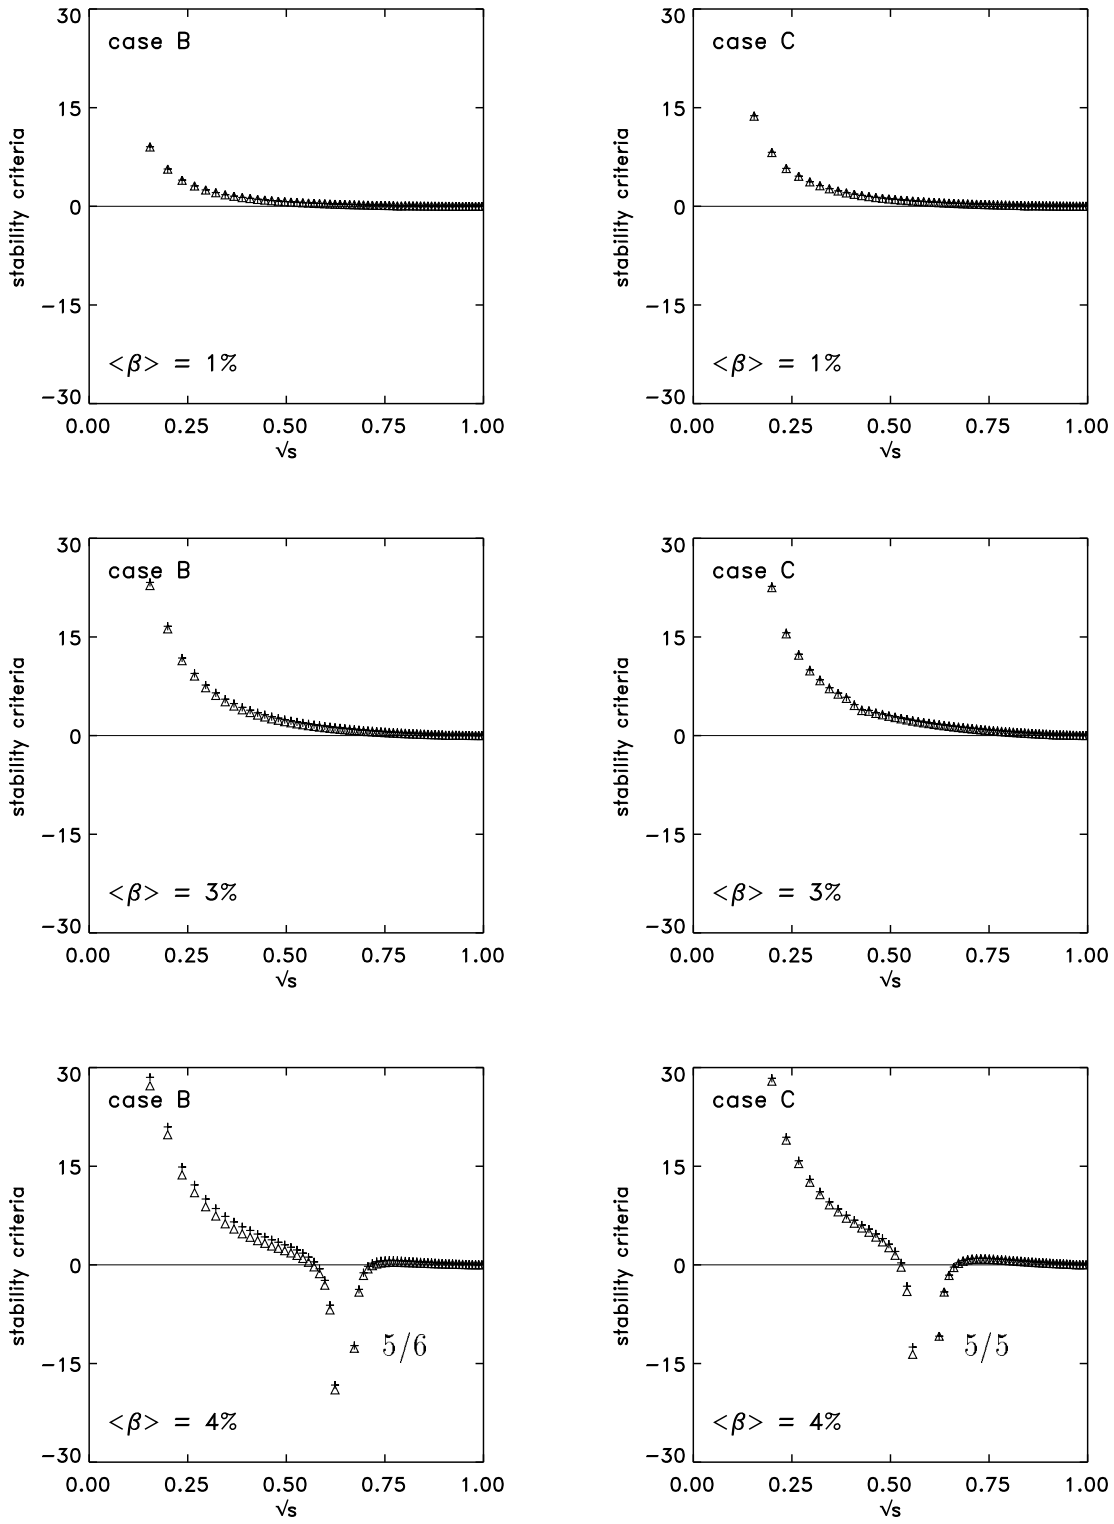 30
case B
15
stability criteria
0
−15
<β> = 1%
−30
0.00 0.25 0.50 0.75 1.00
√s
30
case C
15
stability criteria
0
−15
<β> = 1%
−30
0.00 0.25 0.50 0.75 1.00
√s
30
case B
15
stability criteria
0
−15
<β> = 3%
−30
0.00 0.25 0.50 0.75 1.00
√s
30
case C
15
stability criteria
0
−15
<β> = 3%
−30
0.00 0.25 0.50 0.75 1.00
√s
30
case B
15
stability criteria
0
5/6
−15
<β> = 4%
−30
0.00 0.25 0.50 0.75 1.00
√s
30
case C
15
stability criteria
0
5/5
−15
<β> = 4%
−30
0.00 0.25 0.50 0.75 1.00
√s